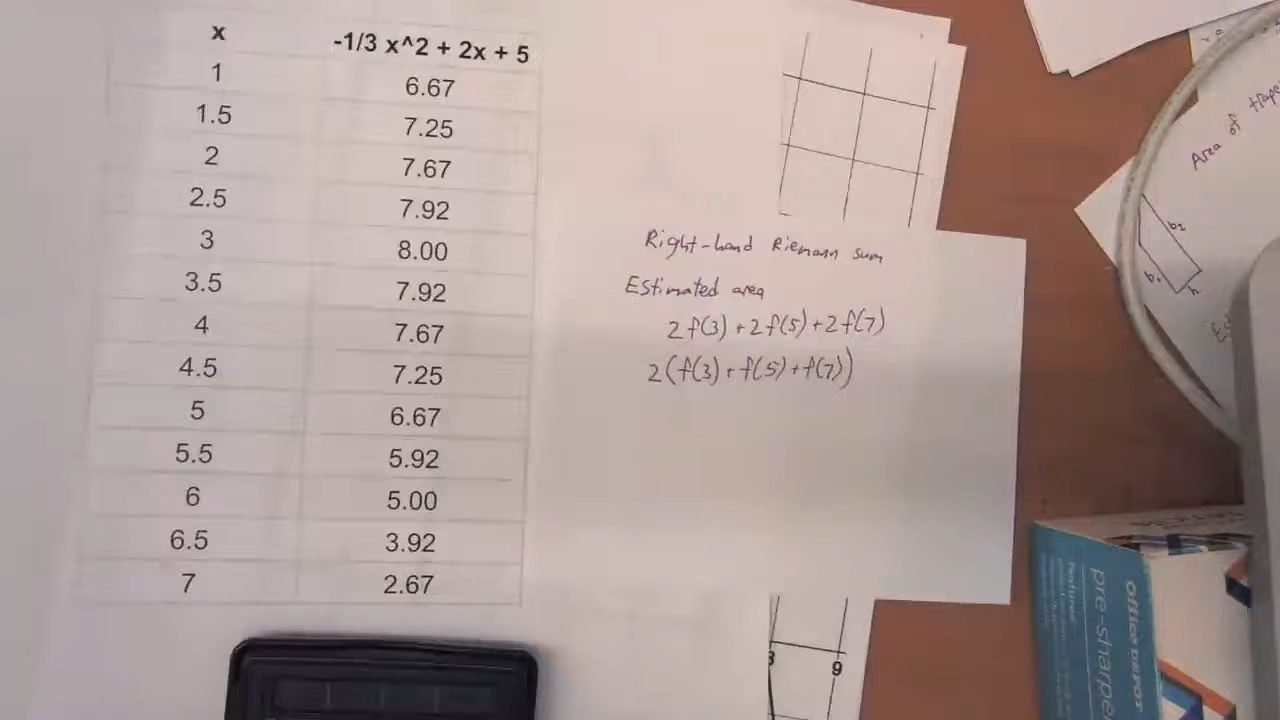 x -1/3 x^2 + 2x + 5
1 6.67
1.5 7.25
2 7.67
2.5 7.92
3 8.00
3.5 7.92
4 7.67
4.5 7.25
5 6.67
5.5 5.92
6 5.00
6.5 3.92
7 2.67
Right-hand Riemann sum
Estimated area
2f(3)+2f(5)+2f(7)
2(f(3)+f(5)+f(7))
Area of
b2
b1
h
9
office DEPOT
pre-sharpe